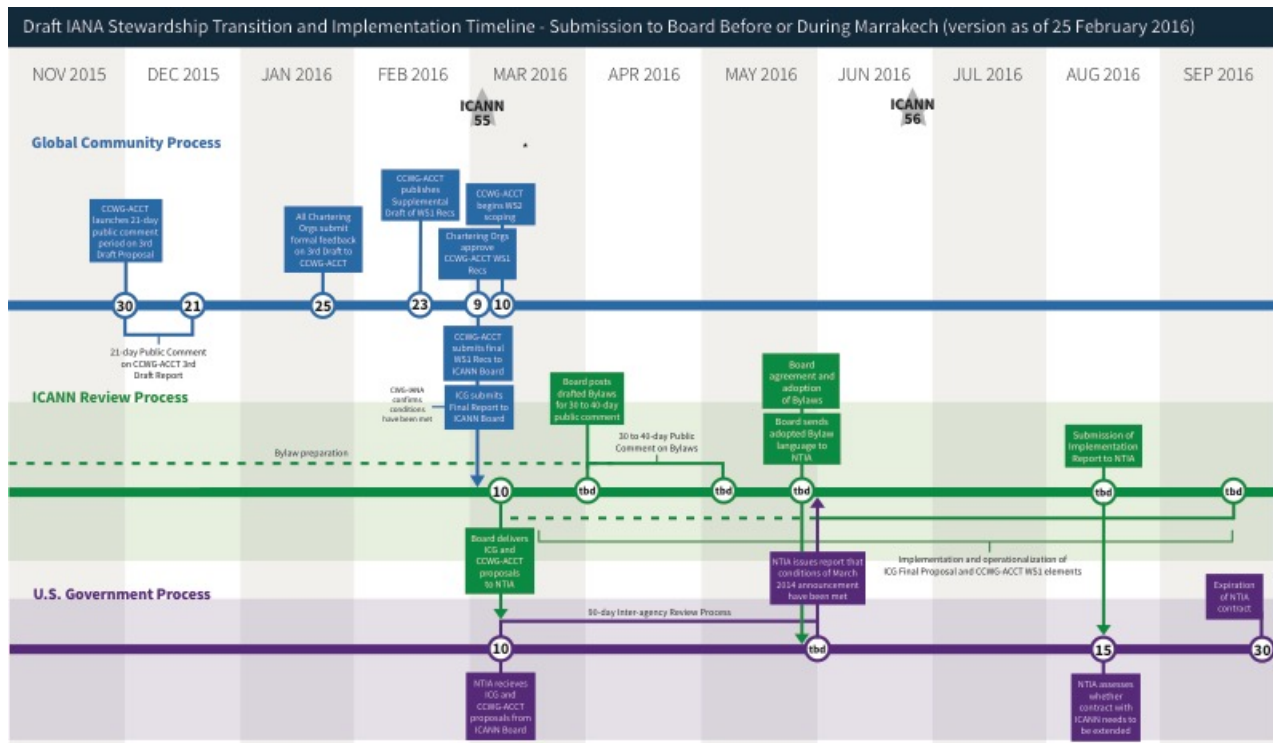 Draft IANA Stewardship Transition and Implementation Timeline - Submission to Board Before or During Marrakech (version as of 25 February 2016)
NOV 2015 DEC 2015 JAN 2016 FEB 2016 MAR 2016 APR 2016 MAY 2016 JUN 2016 JUL 2016 AUG 2016 SEP 2016
ICANN
55
ICANN
56
Global Community Process
CCWG-ACCT
launches 21-day
public comment
period on 3rd
Draft Proposal
All Chartering
Orgs submit
formal feedback
on 3rd Draft to
CCWG-ACCT
CCWG-ACCT
publishes
Supplemental
Draft of WS1 Recs
CCWG-ACCT
begins WS2
scoping
Chartering Orgs
approve
CCWG-ACCT WS1
Recs
30 21 25 23 9 10
21-day Public Comment
on CCWG-ACCT 3rd
Draft Report
CCWG-ACCT
submits final
WS1 Recs to
ICANN Board
CWG-IANA
confirms
conditions
have been met
ICG submits
Final Report to
ICANN Board
ICANN Review Process
Board posts
drafted Bylaws
for 30 to 40-day
public comment
Board
agreement and
adoption
of Bylaws
Board sends
adopted Bylaw
language to
NTIA
Submission of
Implementation
Report to NTIA
30 to 40-day Public
Comment on Bylaws
Bylaw preparation
10 tbd tbd tbd tbd tbd
Board delivers
ICG and
CCWG-ACCT
proposals
to NTIA
NTIA issues report that
conditions of March
2014 announcement
have been met
Implementation and operationalization of
ICG Final Proposal and CCWG-ACCT WS1 elements
Expiration
of NTIA
contract
U.S. Government Process
90-day Inter-agency Review Process
10 tbd 15 30
NTIA recieves
ICG and
CCWG-ACCT
proposals from
ICANN Board
NTIA assesses
whether
contract with
ICANN needs to
be extended